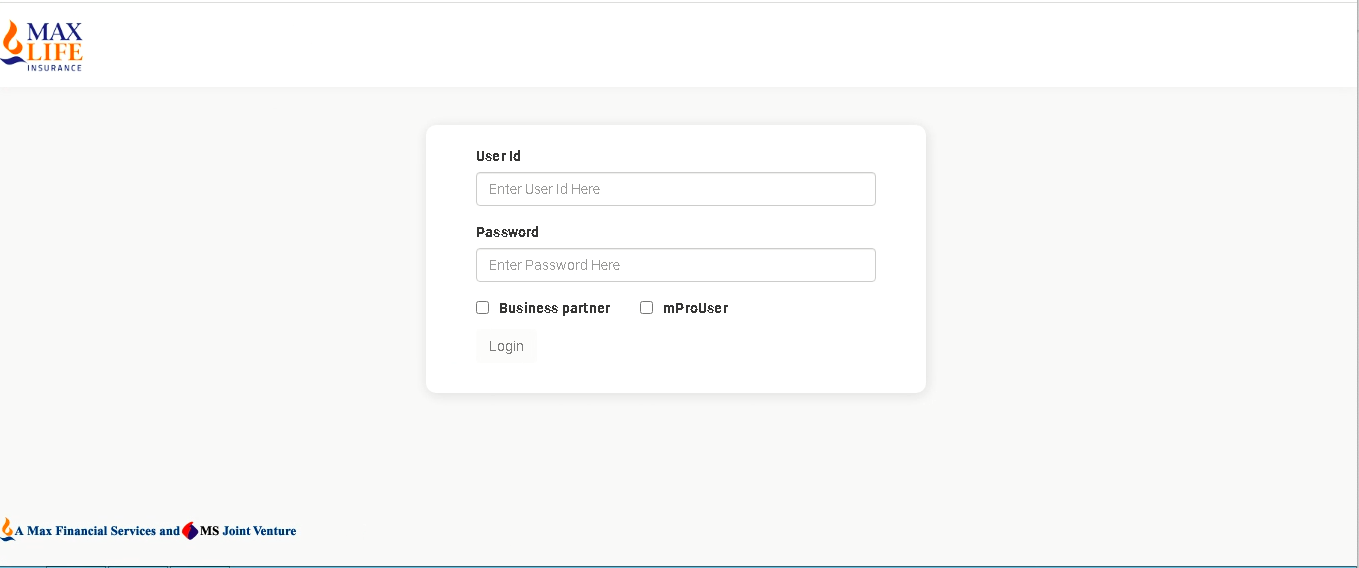 MAX
LIFE
INSURANCE
User Id
Enter User Id Here
Password
Enter Password Here
Business partner mProUser
Login
A Max Financial Services and MS Joint Venture